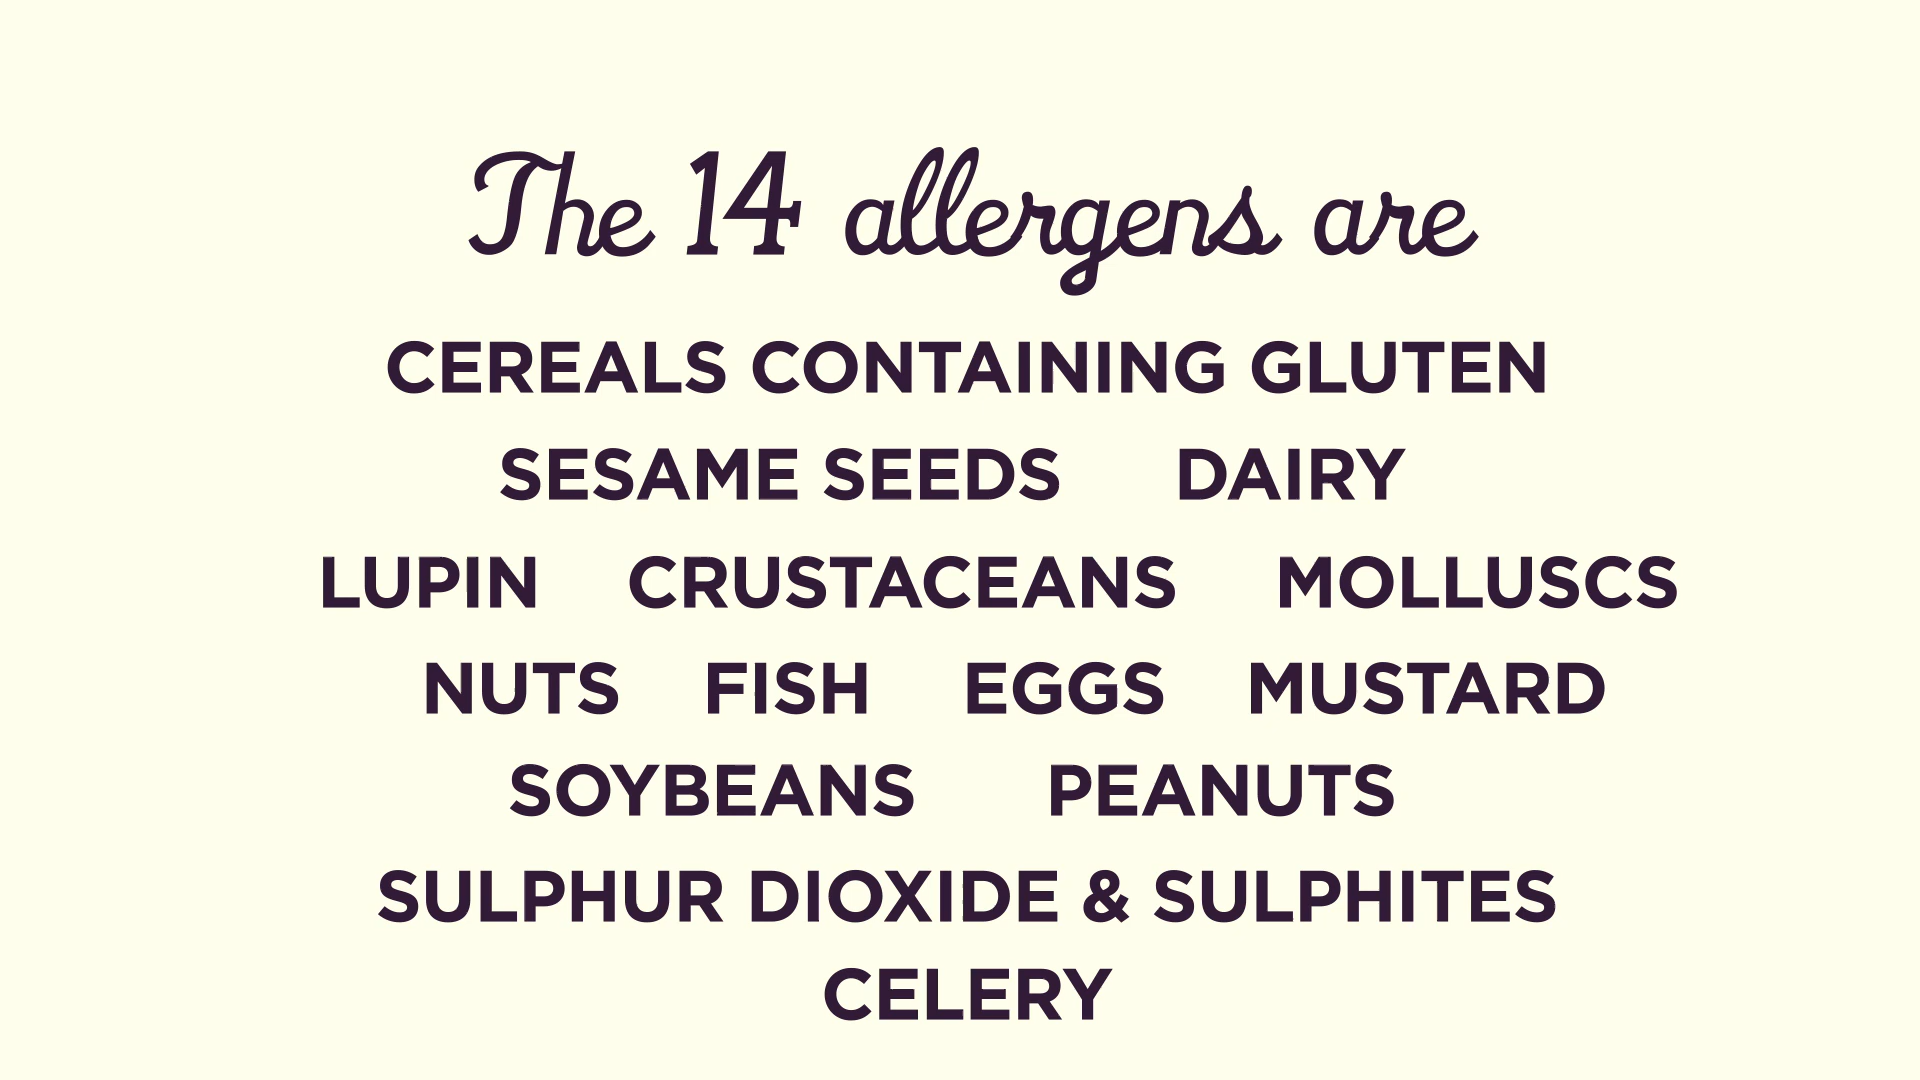 The 14 allergens are
CEREALS CONTAINING GLUTEN
SESAME SEEDS DAIRY
LUPIN CRUSTACEANS MOLLUSCS
NUTS FISH EGGS MUSTARD
SOYBEANS PEANUTS
SULPHUR DIOXIDE & SULPHITES
CELERY